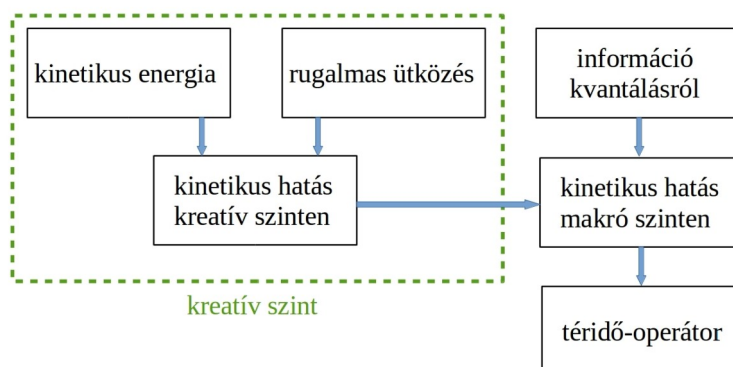 kinetikus energia
rugalmas ütközés
információ
kvantálásról
kinetikus hatás
kreatív szinten
kinetikus hatás
makró szinten
kreatív szint
téridő-operátor